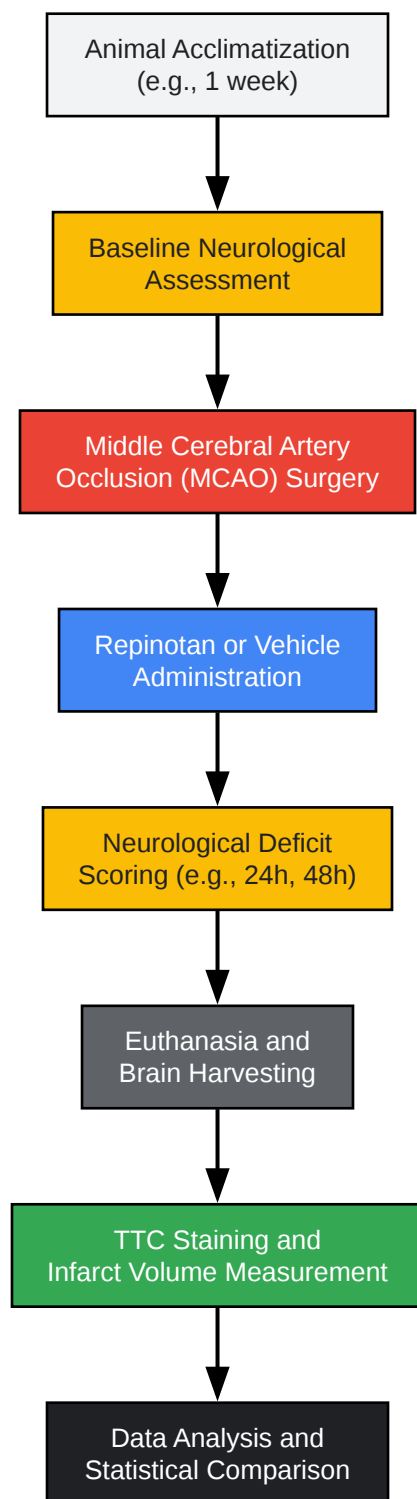 Animal Acclimatization
(e.g., 1 week)
Baseline Neurological
Assessment
Middle Cerebral Artery
Occlusion (MCAO) Surgery
Repinotan or Vehicle
Administration
Neurological Deficit
Scoring (e.g., 24h, 48h)
Euthanasia and
Brain Harvesting
TTC Staining and
Infarct Volume Measurement
Data Analysis and
Statistical Comparison